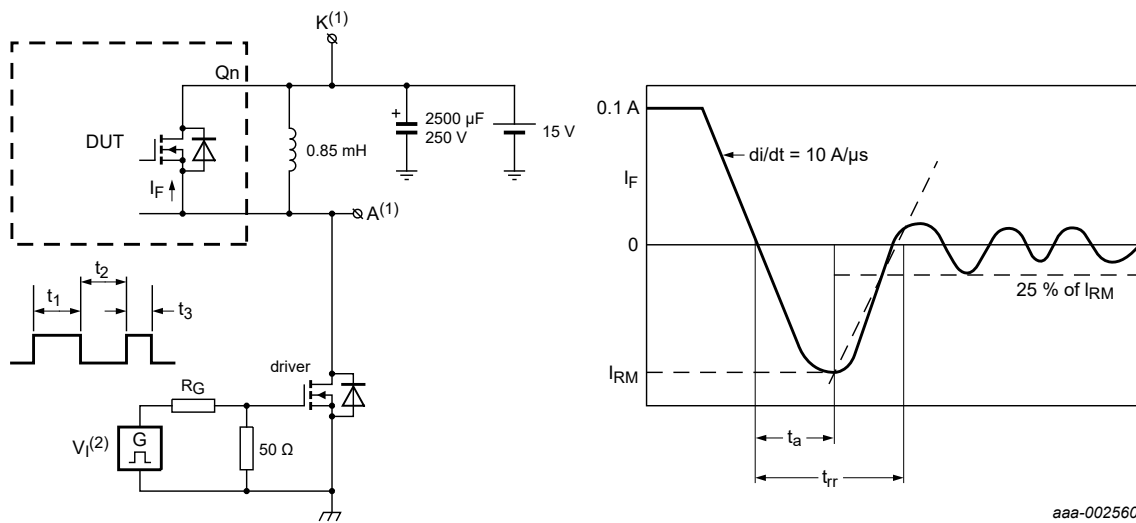 K(1)
Qn
DUT
I_F
0.85 mH
+
2500 µF
250 V
15 V
A(1)
t1
t2
t3
driver
RG
VI(2)
G
50 Ω
0.1 A
di/dt = 10 A/µs
IF
0
25 % of IRM
IRM
ta
trr
aaa-002560